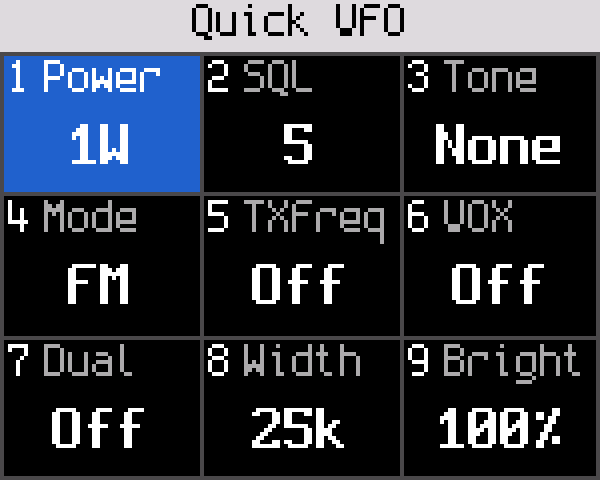 Quick VFO
1 Power 2 SQL 3 Tone
1W 5 None
4 Mode 5 TXFreq 6 VOX
FM Off Off
7 Dual 8 Width 9 Bright
Off 25k 100%